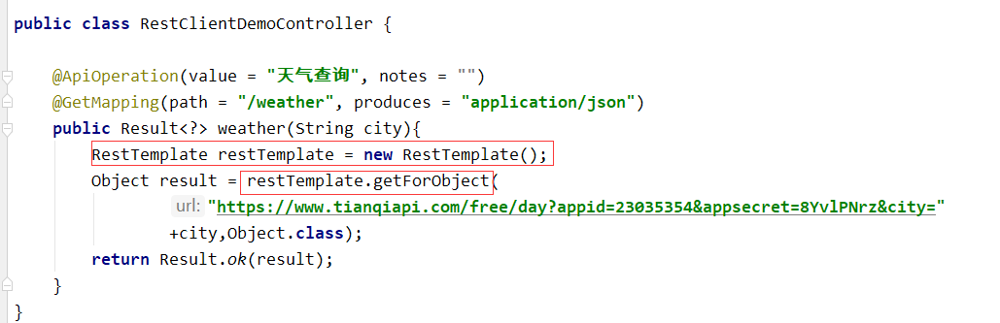 public class RestClientDemoController {
@ApiOperation(value = "天气查询", notes = "")
@GetMapping(path = "/weather", produces = "application/json")
public Result<?> weather(String city){
RestTemplate restTemplate = new RestTemplate();
Object result = restTemplate.getForObject(
url: "https://www.tianqiapi.com/free/day?appid=23035354&appsecret=8YvlPNrz&city="
+city,Object.class);
return Result.ok(result);
}
}